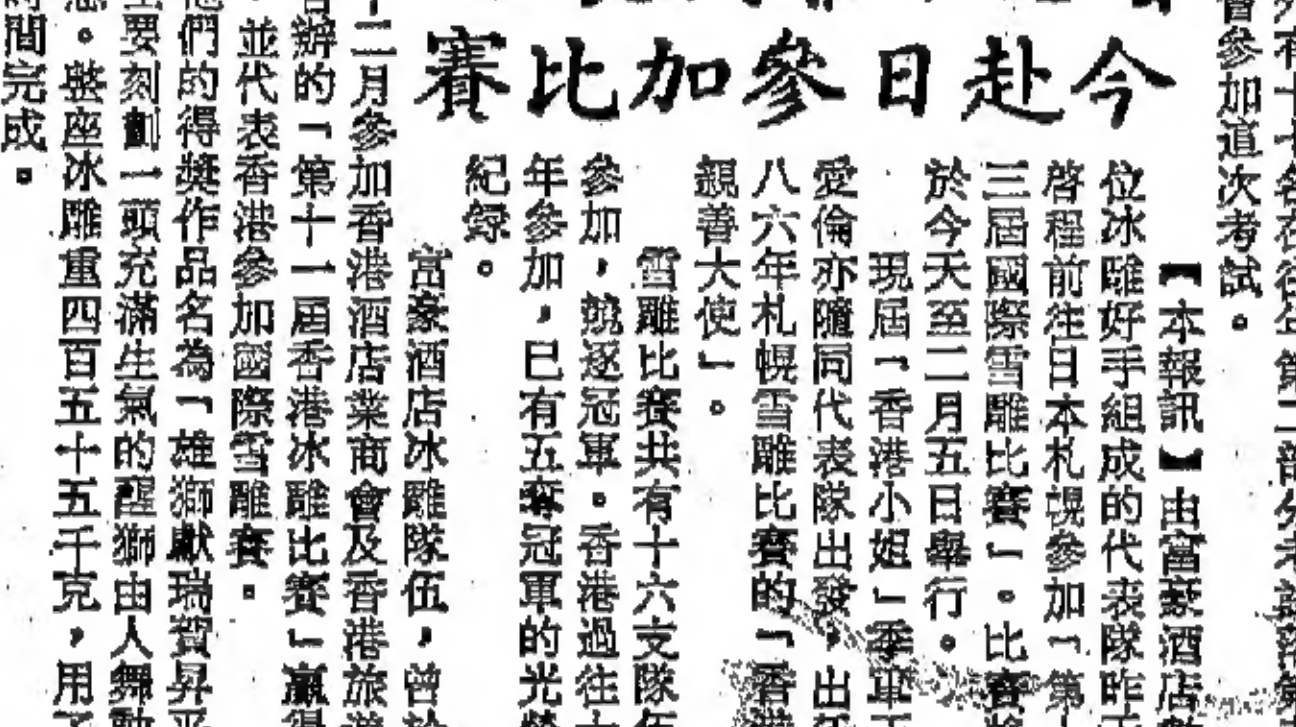 今赴日參加比賽
【本報訊】由富豪酒店
位冰雕好手組成的代表隊昨
啓程前往日本札幌參加「第
三屆國際雪雕比賽」。比賽
於今天至二月五日舉行。
現屆「香港小姐」季軍
愛倫亦隨同代表隊出發，出
八六年札幌雪雕比賽的「香港
親善大使」。
雪雕比賽共有十六支隊伍
參加，競逐冠軍。香港過往
年參加，已有五奪冠軍的光
紀錄。
富豪酒店冰雕隊伍，曾於
十二月參加香港酒店業商會及香港旅遊
辦的「第十一屆香港冰雕比賽」贏得
。並代表香港參加國際雪雕賽。
他們的得獎作品名為「雄獅獻瑞賀昇平
要刻劃一頭充滿生氣的醒獅由人舞動
。整座冰雕重四百五十五千克，用了
時間完成。
會參加這次考試。